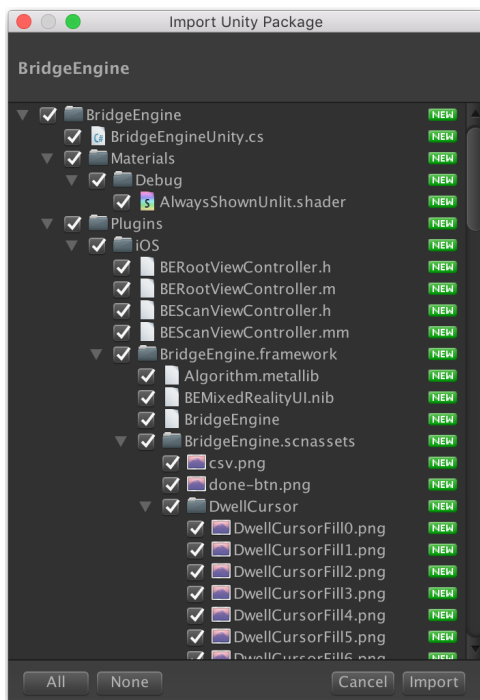 Import Unity Package
BridgeEngine
BridgeEngine NEW
C# BridgeEngineUnity.cs NEW
Materials NEW
Debug NEW
S AlwaysShownUnlit.shader NEW
Plugins NEW
iOS NEW
BERootViewController.h NEW
BERootViewController.m NEW
BEScanViewController.h NEW
BEScanViewController.mm NEW
BridgeEngine.framework NEW
Algorithm.metallib NEW
BEMixedRealityUI.nib NEW
BridgeEngine NEW
BridgeEngine.scnassets NEW
csv.png NEW
done-btn.png NEW
DwellCursor NEW
DwellCursorFill0.png NEW
DwellCursorFill1.png NEW
DwellCursorFill2.png NEW
DwellCursorFill3.png NEW
DwellCursorFill4.png NEW
DwellCursorFill5.png NEW
DwellCursorFill6.png NEW
All None Cancel Import